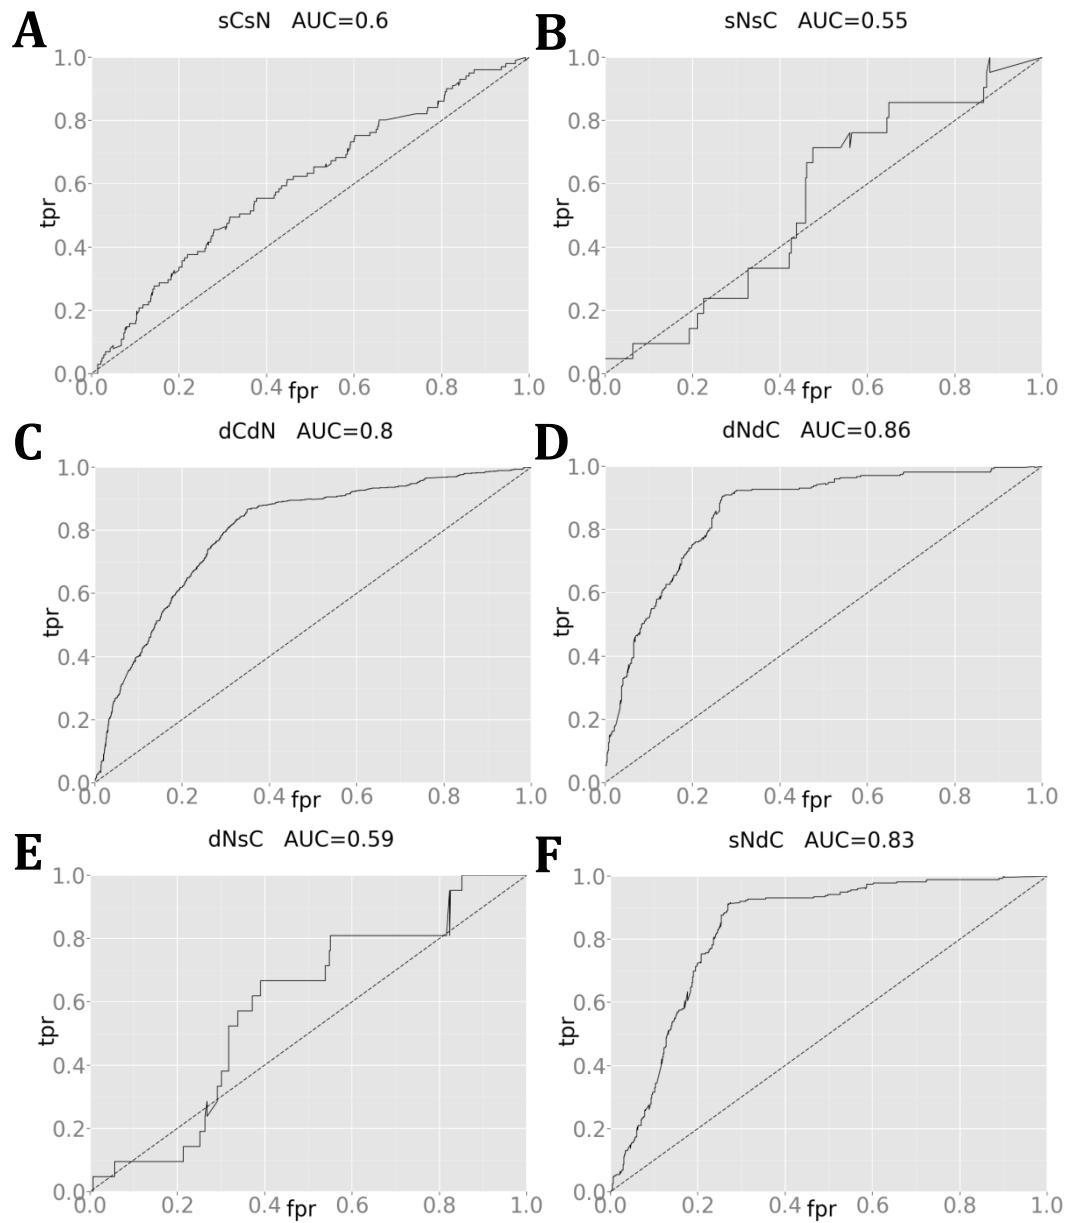 A
sCsN AUC=0.6
1.0
0.8
0.6
0.4
0.2
0.0
tpr
0.0 0.2 0.4 0.6 0.8 1.0
fpr
B
sNsC AUC=0.55
1.0
0.8
0.6
0.4
0.2
0.0
tpr
0.0 0.2 0.4 0.6 0.8 1.0
fpr
C
dCdN AUC=0.8
1.0
0.8
0.6
0.4
0.2
0.0
tpr
0.0 0.2 0.4 0.6 0.8 1.0
fpr
D
dNdC AUC=0.86
1.0
0.8
0.6
0.4
0.2
0.0
tpr
0.0 0.2 0.4 0.6 0.8 1.0
fpr
E
dNsC AUC=0.59
1.0
0.8
0.6
0.4
0.2
0.0
tpr
0.0 0.2 0.4 0.6 0.8 1.0
fpr
F
sNdC AUC=0.83
1.0
0.8
0.6
0.4
0.2
0.0
tpr
0.0 0.2 0.4 0.6 0.8 1.0
fpr